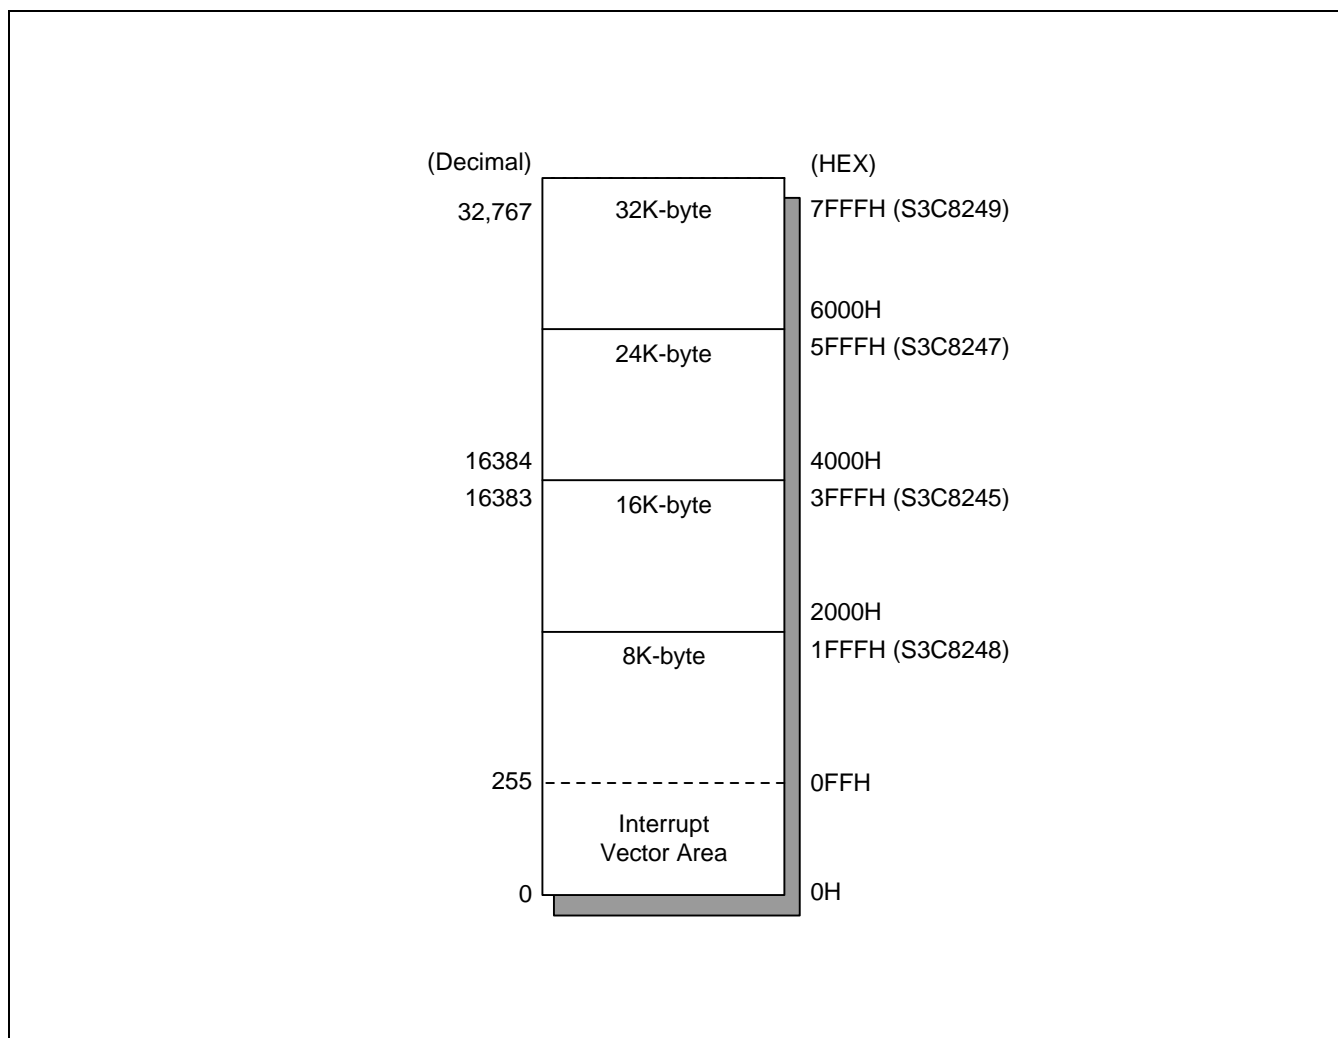 (Decimal)
(HEX)
32,767
32K-byte
7FFFH (S3C8249)
6000H
24K-byte
5FFFH (S3C8247)
16384
4000H
16383
16K-byte
3FFFH (S3C8245)
2000H
8K-byte
1FFFH (S3C8248)
255
0FFH
Interrupt
Vector Area
0
0H